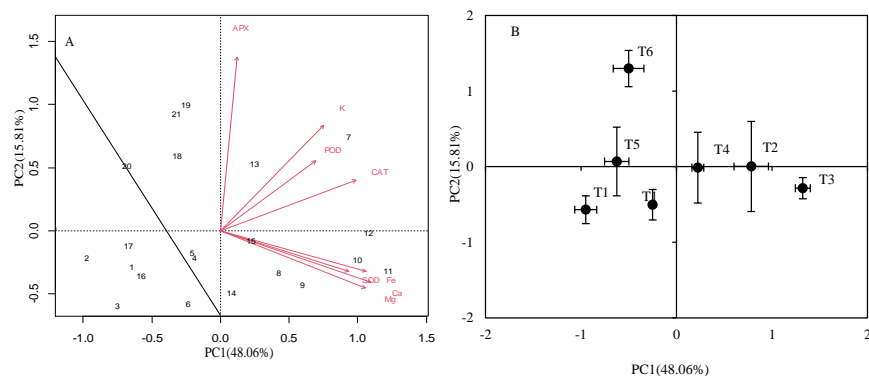 A
APX
K
7
POD
13
CAT
19
21
18
20
17
2
1
16
5
4
3
6
15
12
10
11
8
9
14
SOD
Fe
Ca
Mg
1.5
1.0
0.5
0.0
-0.5
PC2(15.81%)
-1.0
-0.5
0.0
0.5
1.0
1.5
PC1(48.06%)
B
T6
T5
T4
T2
T3
T1
T
2
1
0
-1
-2
PC2(15.81%)
-2
-1
0
1
2
PC1(48.06%)